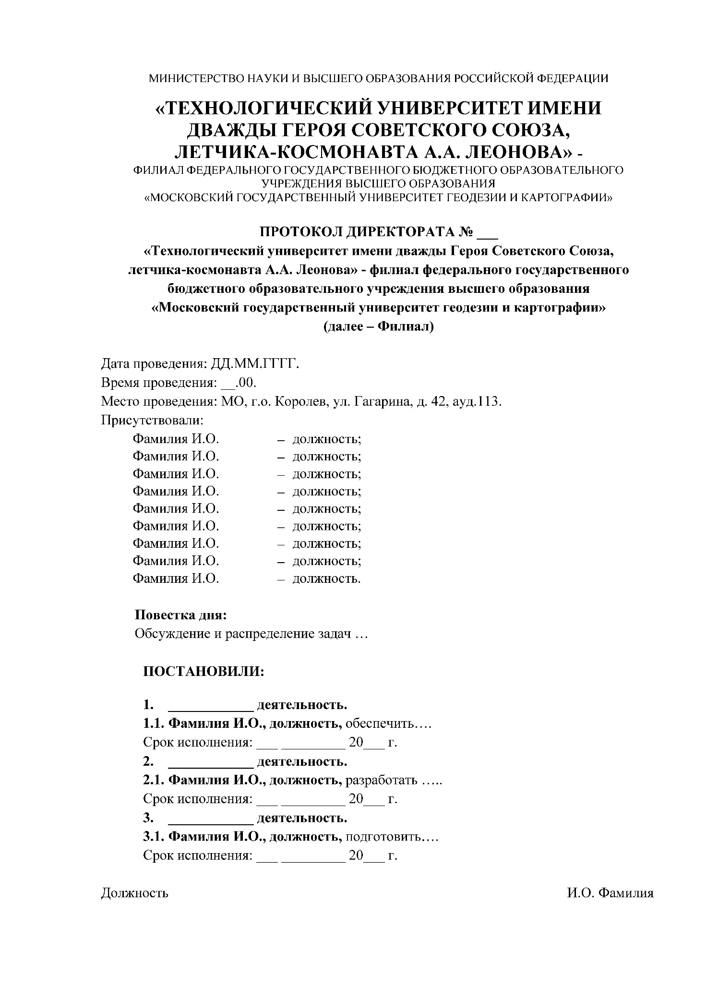 МИНИСТЕРСТВО НАУКИ И ВЫСШЕГО ОБРАЗОВАНИЯ РОССИЙСКОЙ ФЕДЕРАЦИИ
«ТЕХНОЛОГИЧЕСКИЙ УНИВЕРСИТЕТ ИМЕНИ
ДВАЖДЫ ГЕРОЯ СОВЕТСКОГО СОЮЗА,
ЛЕТЧИКА-КОСМОНАВТА А.А. ЛЕОНОВА» -
ФИЛИАЛ ФЕДЕРАЛЬНОГО ГОСУДАРСТВЕННОГО БЮДЖЕТНОГО ОБРАЗОВАТЕЛЬНОГО
УЧРЕЖДЕНИЯ ВЫСШЕГО ОБРАЗОВАНИЯ
«МОСКОВСКИЙ ГОСУДАРСТВЕННЫЙ УНИВЕРСИТЕТ ГЕОДЕЗИИ И КАРТОГРАФИИ»
ПРОТОКОЛ ДИРЕКТОРАТА № ___
«Технологический университет имени дважды Героя Советского Союза,
летчика-космонавта А.А. Леонова» - филиал федерального государственного
бюджетного образовательного учреждения высшего образования
«Московский государственный университет геодезии и картографии»
(далее – Филиал)
Дата проведения: ДД.ММ.ГГГГ.
Время проведения: __.00.
Место проведения: МО, г.о. Королев, ул. Гагарина, д. 42, ауд.113.
Присутствовали:
Фамилия И.О. – должность;
Фамилия И.О. – должность;
Фамилия И.О. – должность;
Фамилия И.О. – должность;
Фамилия И.О. – должность;
Фамилия И.О. – должность;
Фамилия И.О. – должность;
Фамилия И.О. – должность;
Фамилия И.О. – должность.
Повестка дня:
Обсуждение и распределение задач …
ПОСТАНОВИЛИ:
1. ____________ деятельность.
1.1. Фамилия И.О., должность, обеспечить….
Срок исполнения: ___ _________ 20___ г.
2. ____________ деятельность.
2.1. Фамилия И.О., должность, разработать …..
Срок исполнения: ___ _________ 20___ г.
3. ____________ деятельность.
3.1. Фамилия И.О., должность, подготовить….
Срок исполнения: ___ _________ 20___ г.
Должность И.О. Фамилия